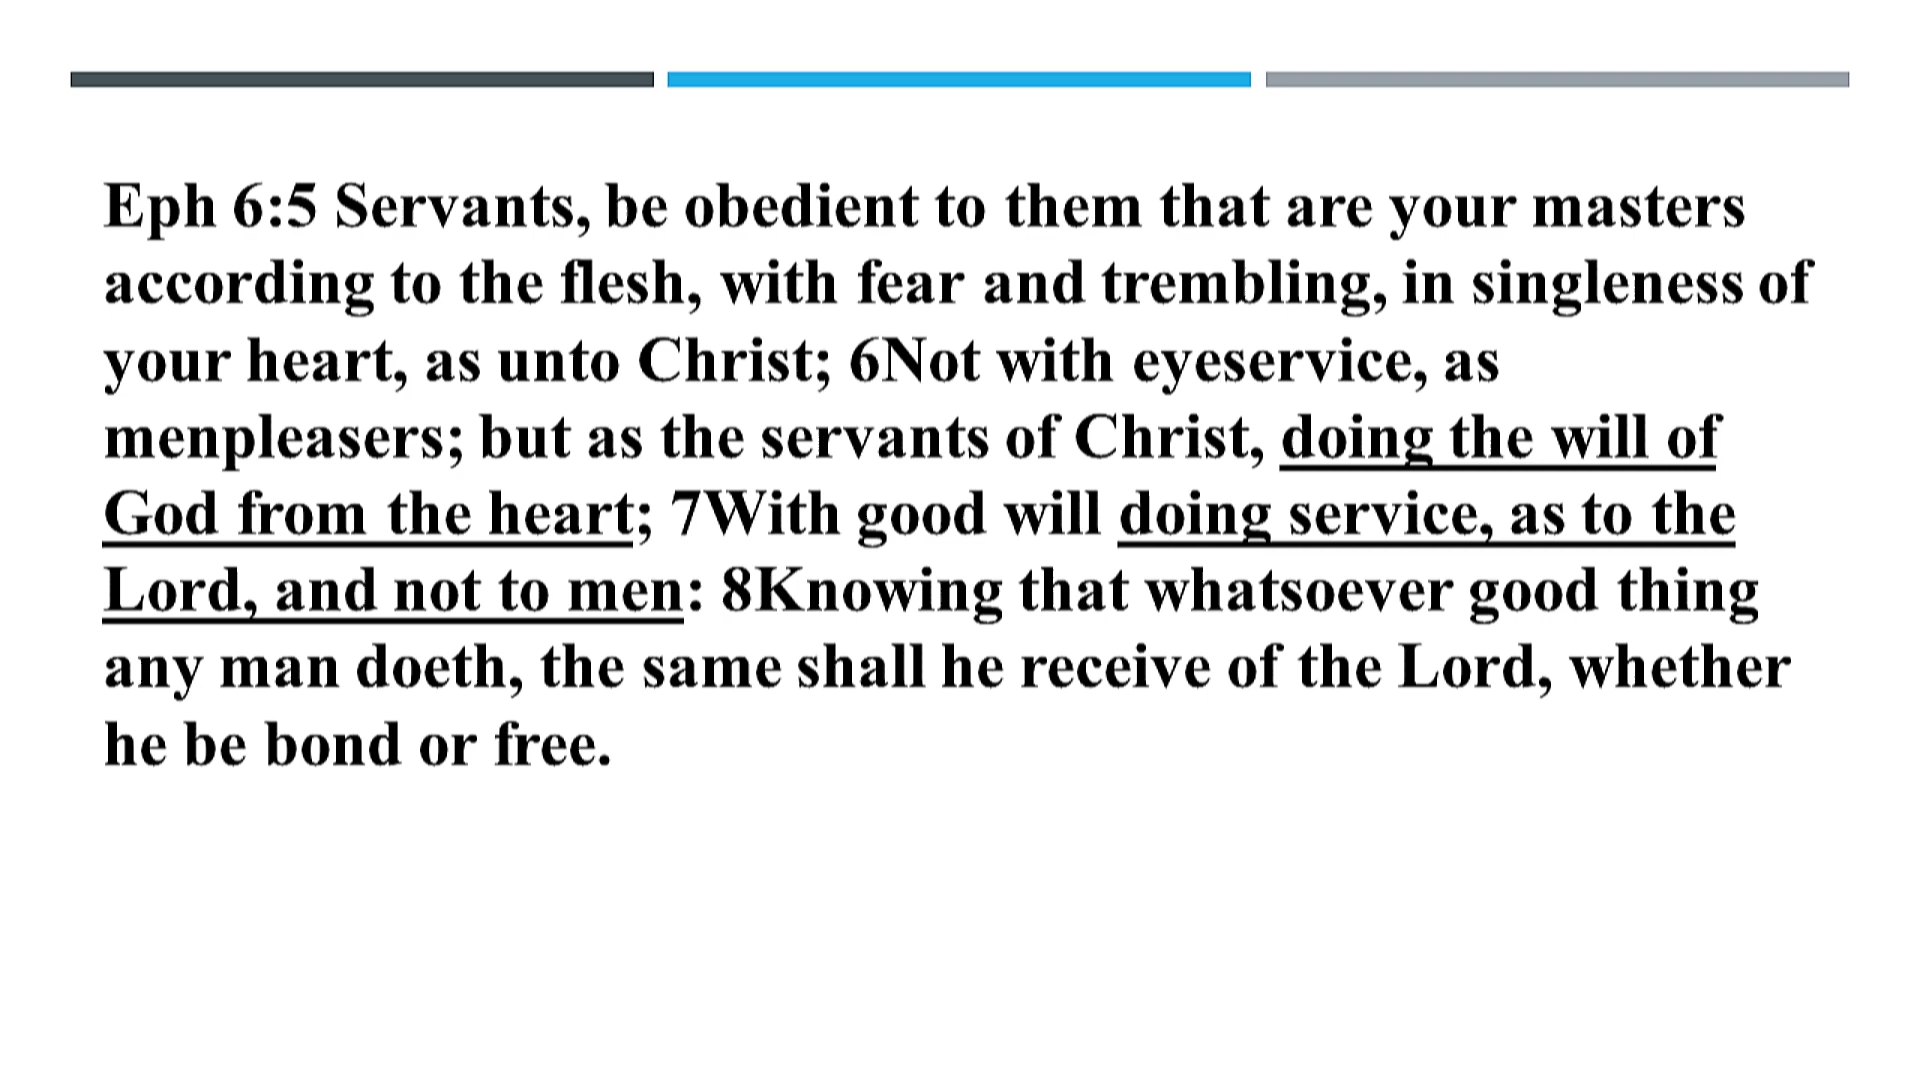 Eph 6:5 Servants, be obedient to them that are your masters
according to the flesh, with fear and trembling, in singleness of
your heart, as unto Christ; 6Not with eyeservice, as
menpleasers; but as the servants of Christ, doing the will of
God from the heart; 7With good will doing service, as to the
Lord, and not to men: 8Knowing that whatsoever good thing
any man doeth, the same shall he receive of the Lord, whether
he be bond or free.